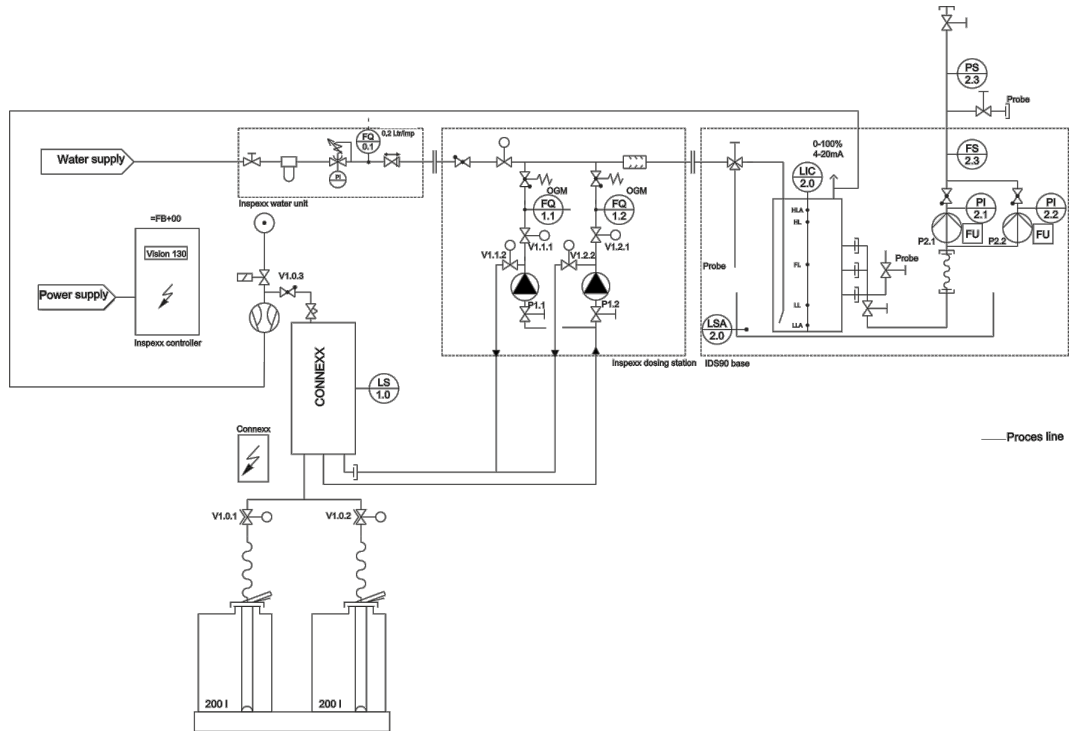 PS
2.3
Probe
FQ
0.1
0,2 Ltr/Imp
0-100%
4-20mA
FS
2.3
Water supply
PI
LIC
2.0
Inspexx water unit
OGM
OGM
FQ
1.1
FQ
1.2
HLA
HL
PI
2.1
PI
2.2
=FB+00
FU
FU
V1.1.1
V1.2.1
P2.1
P2.2
Vision 130
V1.1.2
V1.2.2
Probe
FL
Probe
V1.0.3
Power supply
P1.1
P1.2
LL
LLA
LSA
2.0
Inspexx controller
Inspexx dosing station
IDS90 base
CONNEXX
LS
1.0
Connexx
Proces line
V1.0.1
V1.0.2
200 l
200 l